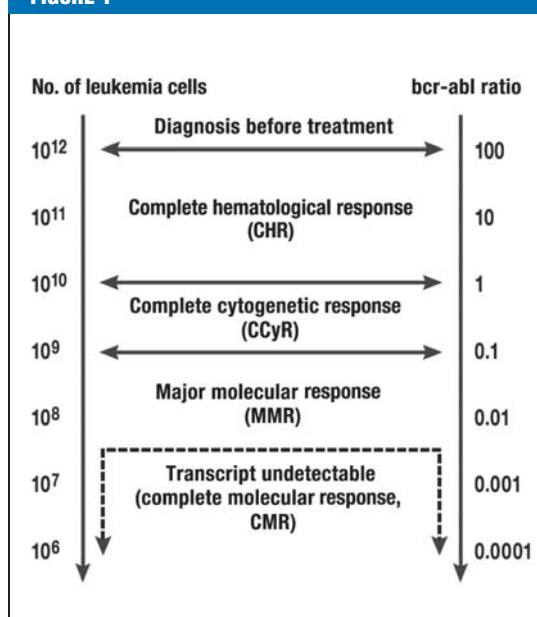 No. of leukemia cells bcr-abl ratio
Diagnosis before treatment
10¹² 100
10¹¹ Complete hematological response 10
(CHR)
10¹⁰ 1
Complete cytogenetic response
(CCyR)
10⁹ 0.1
Major molecular response
10⁸ (MMR) 0.01
Transcript undetectable
10⁷ (complete molecular response, 0.001
CMR)
10⁶ 0.0001